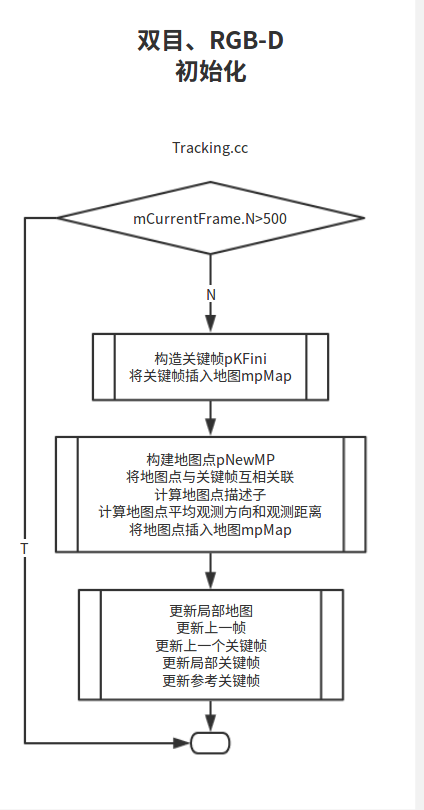 双目、RGB-D
初始化
Tracking.cc
mCurrentFrame.N>500
N
构造关键帧pKFini
将关键帧插入地图mpMap
构建地图点pNewMP
将地图点与关键帧互相关联
计算地图点描述子
计算地图点平均观测方向和观测距离
将地图点插入地图mpMap
T
更新局部地图
更新上一帧
更新上一个关键帧
更新局部关键帧
更新参考关键帧